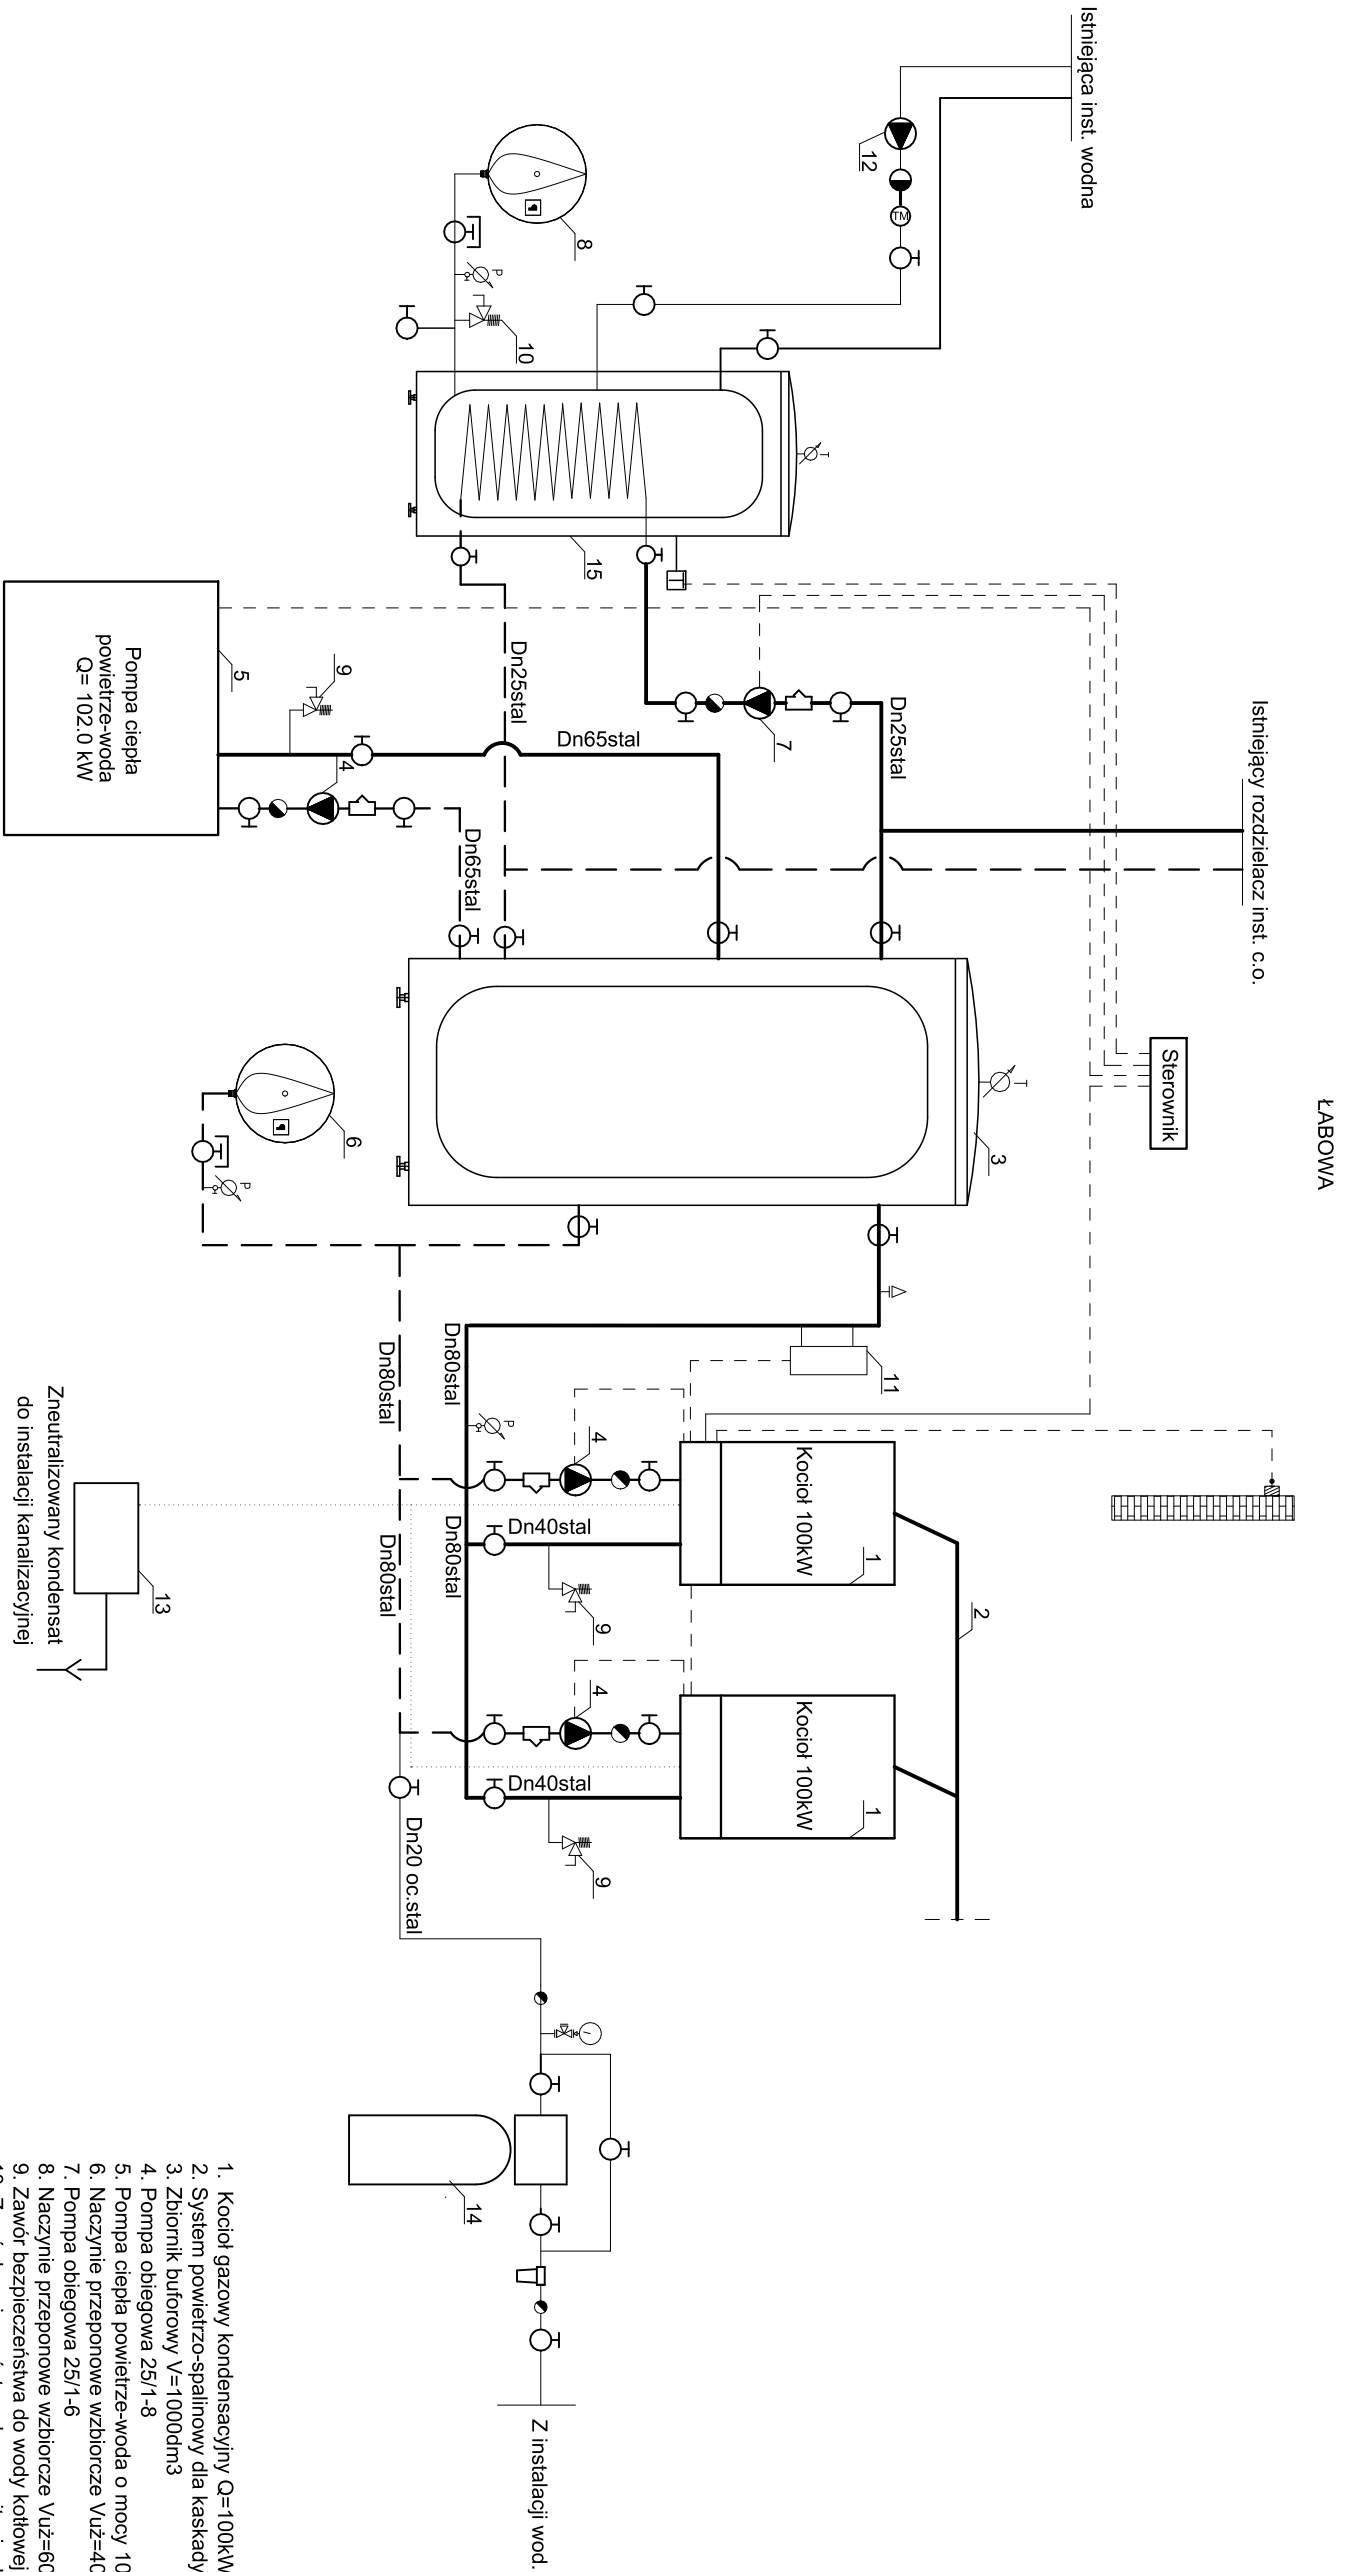 ŁABOWA
Istniejąca inst. wodna
Istniejący rozdzielacz inst. c.o.
Sterownik
12
TM
8
P
10
T
15
T
7
Dn25stal
Dn25stal
Dn65stal
Dn65stal
9
4
5
Pompa ciepła
powietrze-woda
Q= 102.0 kW
T
3
6
P
11
Dn80stal
Dn80stal
P
4
Kocioł 100kW
1
2
Dn40stal
Dn80stal
Dn80stal
9
4
Kocioł 100kW
1
Dn40stal
9
13
Zneutralizowany kondensat
do instalacji kanalizacyjnej
Dn20 oc.stal
14
Z instalacji wod.
1. Kocioł gazowy kondensacyjny Q=100kW
2. System powietrzo-spalinowy dla kaskady
3. Zbiornik buforowy V=1000dm3
4. Pompa obiegowa 25/1-8
5. Pompa ciepła powietrze-woda o mocy 10
6. Naczynie przeponowe wzbiorcze Vuż=40
7. Pompa obiegowa 25/1-6
8. Naczynie przeponowe wzbiorcze Vuż=60
9. Zawór bezpieczeństwa do wody kotłowej